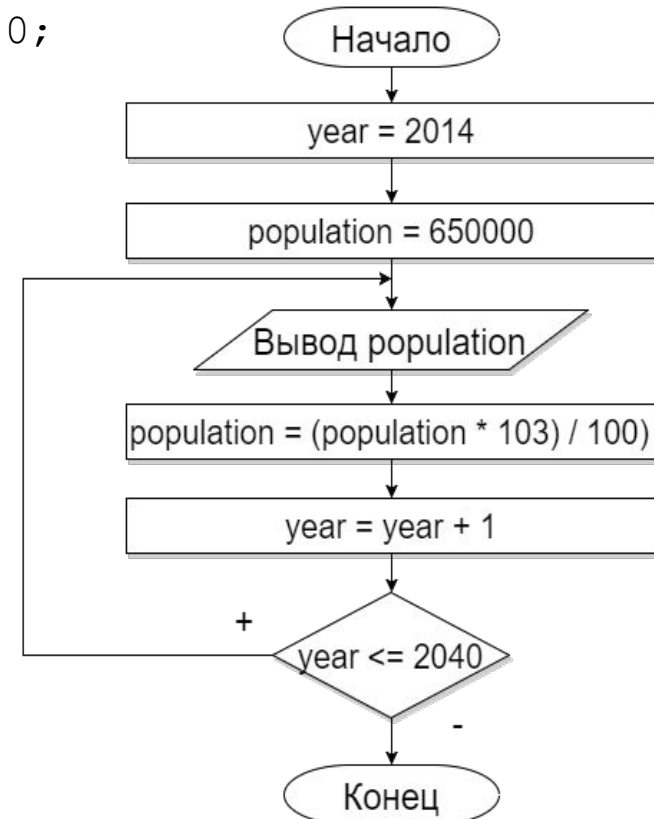 0;
Начало
year = 2014
population = 650000
Вывод population
population = (population * 103) / 100)
year = year + 1
+
year <= 2040
-
Конец